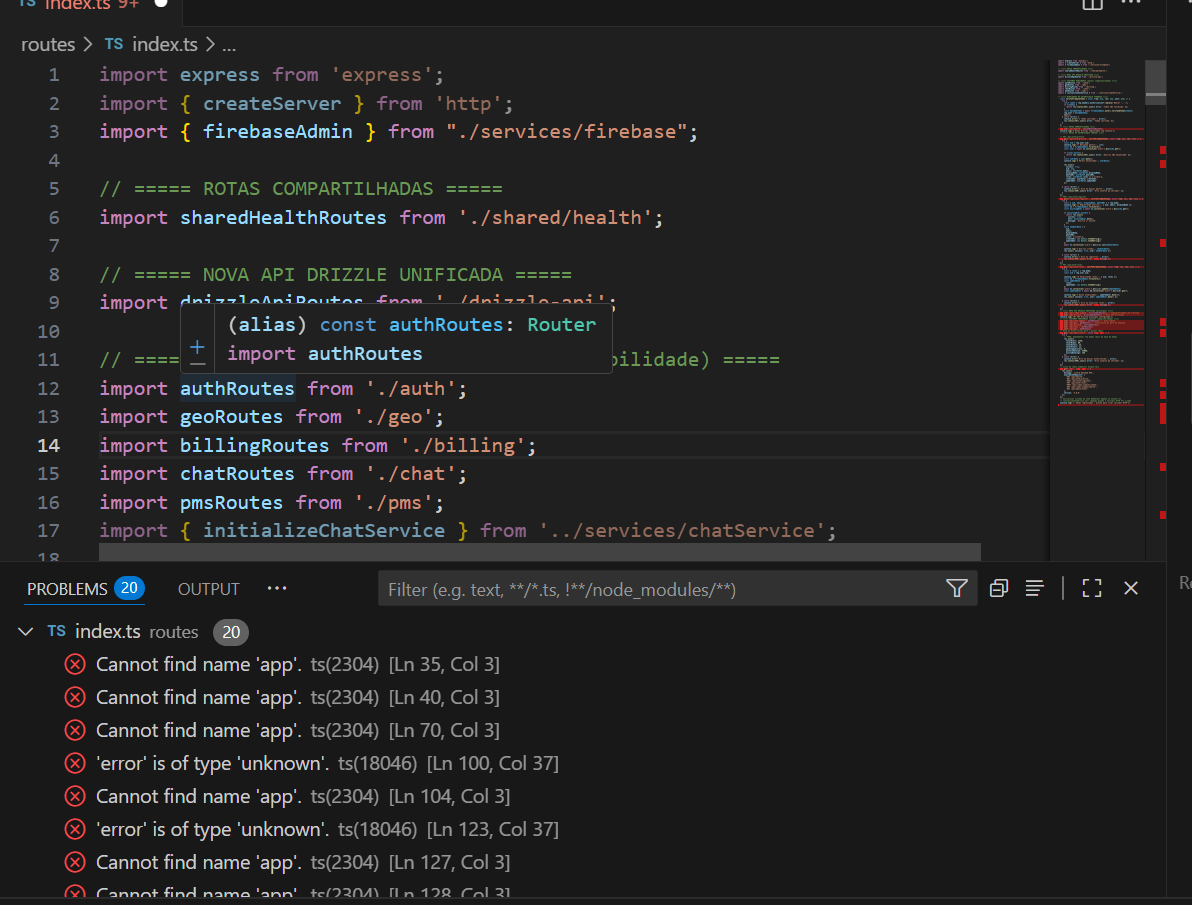 TS index.ts 9+
routes > TS index.ts > ...
1 import express from 'express';
2 import { createServer } from 'http';
3 import { firebaseAdmin } from "./services/firebase";
4
5 // ===== ROTAS COMPARTILHADAS =====
6 import sharedHealthRoutes from './shared/health';
7
8 // ===== NOVA API DRIZZLE UNIFICADA =====
9 import drizzleApiRoutes from './drizzle-api';
(alias) const authRoutes: Router
import authRoutes
10
11 // ==== bilidade) =====
12 import authRoutes from './auth';
13 import geoRoutes from './geo';
14 import billingRoutes from './billing';
15 import chatRoutes from './chat';
16 import pmsRoutes from './pms';
17 import { initializeChatService } from '../services/chatService';
18
PROBLEMS 20 OUTPUT ...
Filter (e.g. text, **/*.ts, !**/node_modules/**)
Re
TS index.ts routes 20
Cannot find name 'app'. ts(2304) [Ln 35, Col 3]
Cannot find name 'app'. ts(2304) [Ln 40, Col 3]
Cannot find name 'app'. ts(2304) [Ln 70, Col 3]
'error' is of type 'unknown'. ts(18046) [Ln 100, Col 37]
Cannot find name 'app'. ts(2304) [Ln 104, Col 3]
'error' is of type 'unknown'. ts(18046) [Ln 123, Col 37]
Cannot find name 'app'. ts(2304) [Ln 127, Col 3]
Cannot find name 'app'. ts(2304) [Ln 128, Col 3]